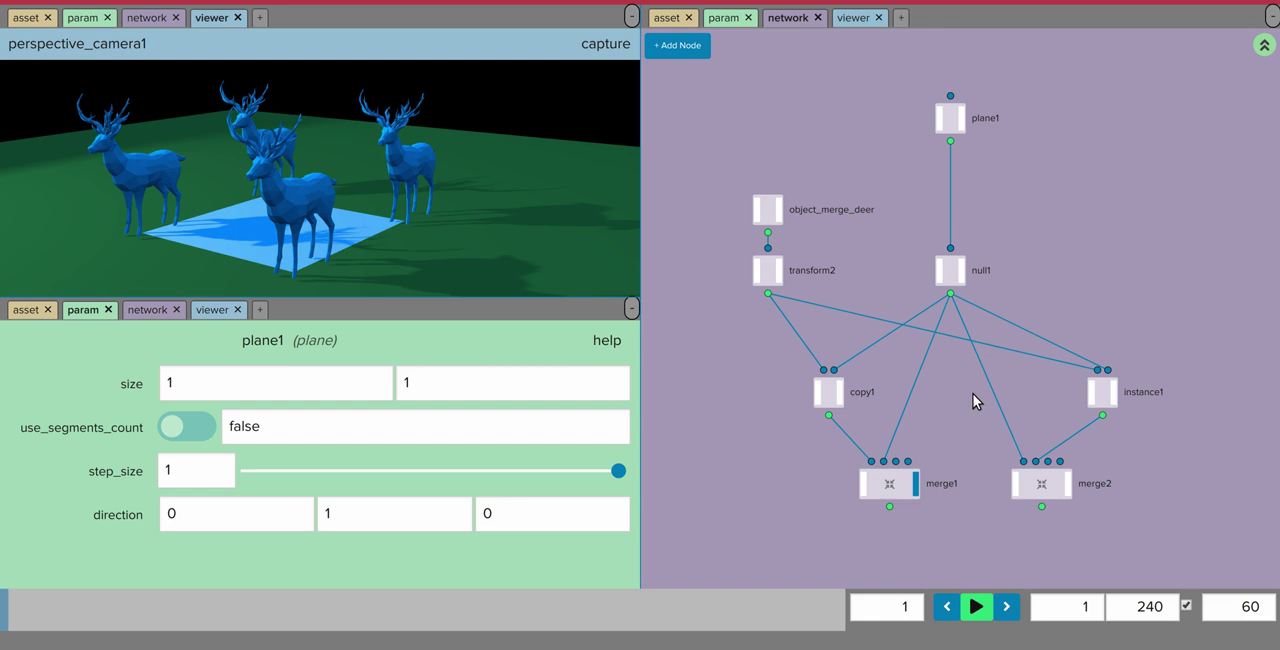 asset × param × network × viewer × +
-
perspective_camera1 capture
asset × param × network × viewer × +
-
plane1 (plane) help
size 1 1
use_segments_count false
step_size 1
direction 0 1 0
asset × param × network × viewer × +
-
+ Add Node
plane1
object_merge_deer
transform2 null1
copy1 instance1
merge1 merge2
1 1 240 60